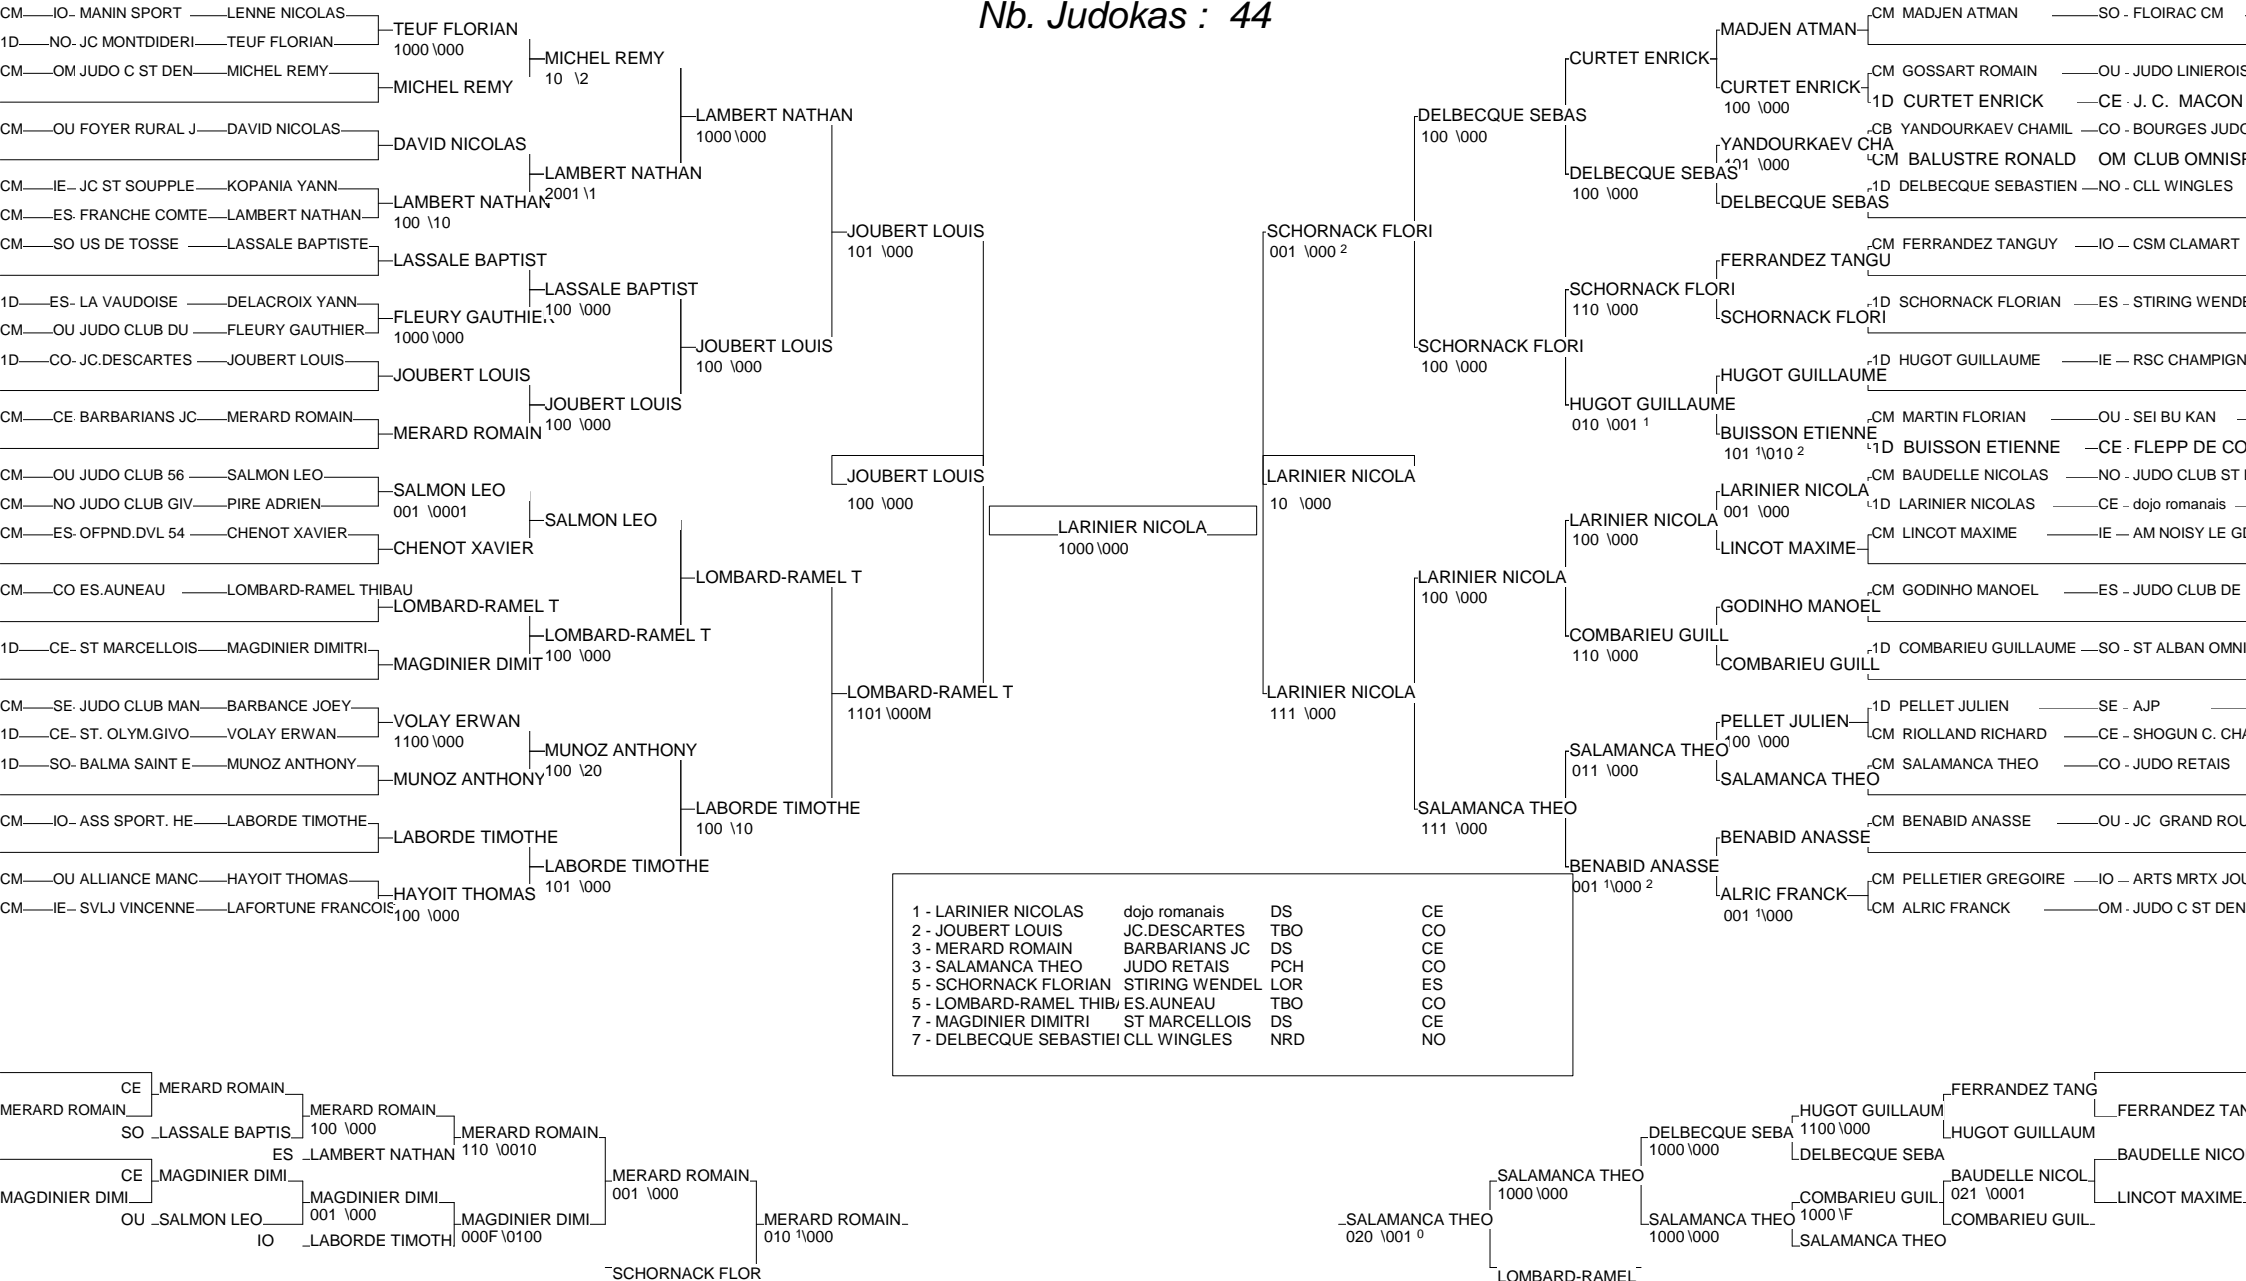 Nb. Judokas : 44
CM IO- MANIN SPORT LENNE NICOLAS
1D NO- JC MONTDIDERI TEUF FLORIAN
CM OM JUDO C ST DEN MICHEL REMY
CM OU FOYER RURAL J DAVID NICOLAS
CM IE- JC ST SOUPPLE KOPANIA YANN
CM ES- FRANCHE COMTE LAMBERT NATHAN
CM SO US DE TOSSE LASSALE BAPTISTE
1D ES- LA VAUDOISE DELACROIX YANN
CM OU JUDO CLUB DU FLEURY GAUTHIER
1D CO- JC.DESCARTES JOUBERT LOUIS
CM CE- BARBARIANS JC MERARD ROMAIN
CM OU JUDO CLUB 56 SALMON LEO
CM NO JUDO CLUB GIV PIRE ADRIEN
CM ES- OFPND.DVL 54 CHENOT XAVIER
CM CO ES.AUNEAU LOMBARD-RAMEL THIBAU
1D CE- ST MARCELLOIS MAGDINIER DIMITRI
CM SE- JUDO CLUB MAN BARBANCE JOEY
1D CE- ST. OLYM.GIVO VOLAY ERWAN
1D SO- BALMA SAINT E MUNOZ ANTHONY
CM IO- ASS SPORT. HE LABORDE TIMOTHE
CM OU ALLIANCE MANC HAYOIT THOMAS
CM IE- SVLJ VINCENNE LAFORTUNE FRANCOIS
TEUF FLORIAN
1000 \000
MICHEL REMY
DAVID NICOLAS
LAMBERT NATHAN
100 \10
LASSALE BAPTIST
FLEURY GAUTHIER
1000 \000
JOUBERT LOUIS
MERARD ROMAIN
SALMON LEO
001 \0001
CHENOT XAVIER
LOMBARD-RAMEL T
MAGDINIER DIMIT
VOLAY ERWAN
1100 \000
MUNOZ ANTHONY
LABORDE TIMOTHE
HAYOIT THOMAS
100 \000
MICHEL REMY
10 \2
LAMBERT NATHAN
2001 \1
LASSALE BAPTIST
100 \000
JOUBERT LOUIS
100 \000
SALMON LEO
LOMBARD-RAMEL T
100 \000
MUNOZ ANTHONY
100 \20
LABORDE TIMOTHE
101 \000
LAMBERT NATHAN
1000 \000
JOUBERT LOUIS
100 \000
LOMBARD-RAMEL T
LABORDE TIMOTHE
100 \10
JOUBERT LOUIS
101 \000
JOUBERT LOUIS
100 \000
LOMBARD-RAMEL T
1101 \000M
LARINIER NICOLA
1000 \000
SCHORNACK FLORI
001 \000 2
LARINIER NICOLA
10 \000
LARINIER NICOLA
111 \000
DELBECQUE SEBAS
100 \000
SCHORNACK FLORI
100 \000
LARINIER NICOLA
100 \000
SALAMANCA THEO
111 \000
CURTET ENRICK
DELBECQUE SEBAS
100 \000
SCHORNACK FLORI
110 \000
HUGOT GUILLAUME
010 \001 1
LARINIER NICOLA
100 \000
COMBARIEU GUILL
110 \000
SALAMANCA THEO
011 \000
BENABID ANASSE
001 1\000 2
MADJEN ATMAN
CURTET ENRICK
100 \000
YANDOURKAEV CHA
101 \000
DELBECQUE SEBAS
FERRANDEZ TANGU
SCHORNACK FLORI
HUGOT GUILLAUME
BUISSON ETIENNE
101 1\010 2
LARINIER NICOLA
001 \000
LINCOT MAXIME
GODINHO MANOEL
COMBARIEU GUILL
PELLET JULIEN
100 \000
SALAMANCA THEO
BENABID ANASSE
ALRIC FRANCK
001 1\000
CM MADJEN ATMAN SO - FLOIRAC CM
CM GOSSART ROMAIN OU - JUDO LINIEROIS
1D CURTET ENRICK CE - J. C. MACON
CB YANDOURKAEV CHAMIL CO - BOURGES JUDO
CM BALUSTRE RONALD OM CLUB OMNISP
1D DELBECQUE SEBASTIEN NO - CLL WINGLES
CM FERRANDEZ TANGUY IO - CSM CLAMART
1D SCHORNACK FLORIAN ES - STIRING WENDE
1D HUGOT GUILLAUME IE - RSC CHAMPIGN
CM MARTIN FLORIAN OU - SEI BU KAN
1D BUISSON ETIENNE CE - FLEPP DE CO
CM BAUDELLE NICOLAS NO - JUDO CLUB ST
1D LARINIER NICOLAS CE - dojo romanais
CM LINCOT MAXIME IE - AM NOISY LE GD
CM GODINHO MANOEL ES - JUDO CLUB DE
1D COMBARIEU GUILLAUME SO - ST ALBAN OMNI
1D PELLET JULIEN SE - AJP
CM RIOLLAND RICHARD CE - SHOGUN C. CHA
CM SALAMANCA THEO CO - JUDO RETAIS
CM BENABID ANASSE OU - JC GRAND ROU
CM PELLETIER GREGOIRE IO - ARTS MRTX JOU
CM ALRIC FRANCK OM - JUDO C ST DEN
1 - LARINIER NICOLAS dojo romanais DS CE
2 - JOUBERT LOUIS JC.DESCARTES TBO CO
3 - MERARD ROMAIN BARBARIANS JC DS CE
3 - SALAMANCA THEO JUDO RETAIS PCH CO
5 - SCHORNACK FLORIAN STIRING WENDEL LOR ES
5 - LOMBARD-RAMEL THIBA ES.AUNEAU TBO CO
7 - MAGDINIER DIMITRI ST MARCELLOIS DS CE
7 - DELBECQUE SEBASTIEI CLL WINGLES NRD NO
MERARD ROMAIN
MAGDINIER DIMI
CE MERARD ROMAIN
SO LASSALE BAPTIS
ES LAMBERT NATHAN
CE MAGDINIER DIMI
OU SALMON LEO
IO LABORDE TIMOTH
MERARD ROMAIN
100 \000
MAGDINIER DIMI
001 \000
MERARD ROMAIN
110 \0010
MAGDINIER DIMI
000F \0100
MERARD ROMAIN
001 \000
SCHORNACK FLOR
MERARD ROMAIN
010 1\000
SALAMANCA THEO
020 \001 0
SALAMANCA THEO
1000 \000
LOMBARD-RAMEL
DELBECQUE SEBA
1000 \000
SALAMANCA THEO
1000 \000
HUGOT GUILLAUM
1100 \000
DELBECQUE SEBA
COMBARIEU GUIL
1000 \F
SALAMANCA THEO
FERRANDEZ TANG
HUGOT GUILLAUM
BAUDELLE NICOL
021 \0001
COMBARIEU GUIL
FERRANDEZ TAN
BAUDELLE NICO
LINCOT MAXIME